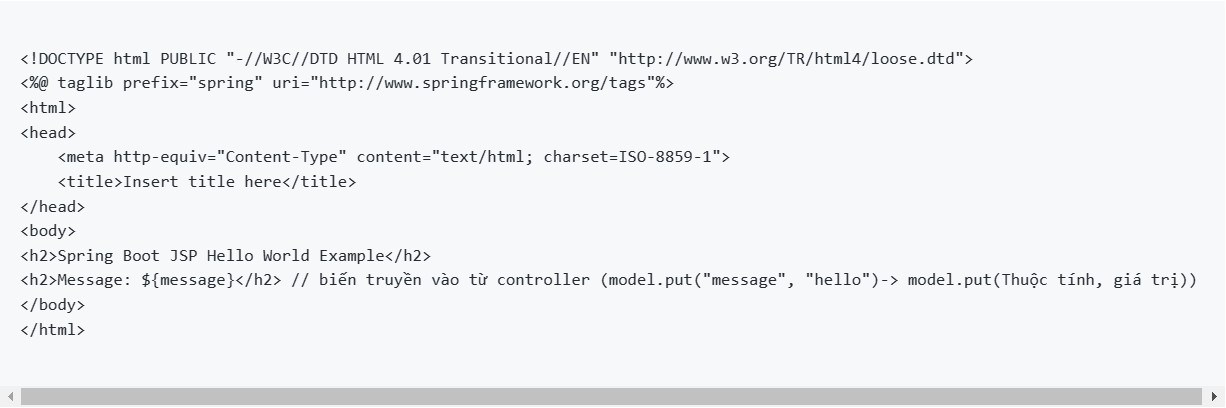 <!DOCTYPE html PUBLIC "-//W3C//DTD HTML 4.01 Transitional//EN" "http://www.w3.org/TR/html4/loose.dtd">
<%@ taglib prefix="spring" uri="http://www.springframework.org/tags"%>
<html>
<head>
    <meta http-equiv="Content-Type" content="text/html; charset=ISO-8859-1">
    <title>Insert title here</title>
</head>
<body>
<h2>Spring Boot JSP Hello World Example</h2>
<h2>Message: ${message}</h2> // biến truyền vào từ controller (model.put("message", "hello")-> model.put(Thuộc tính, giá trị))
</body>
</html>